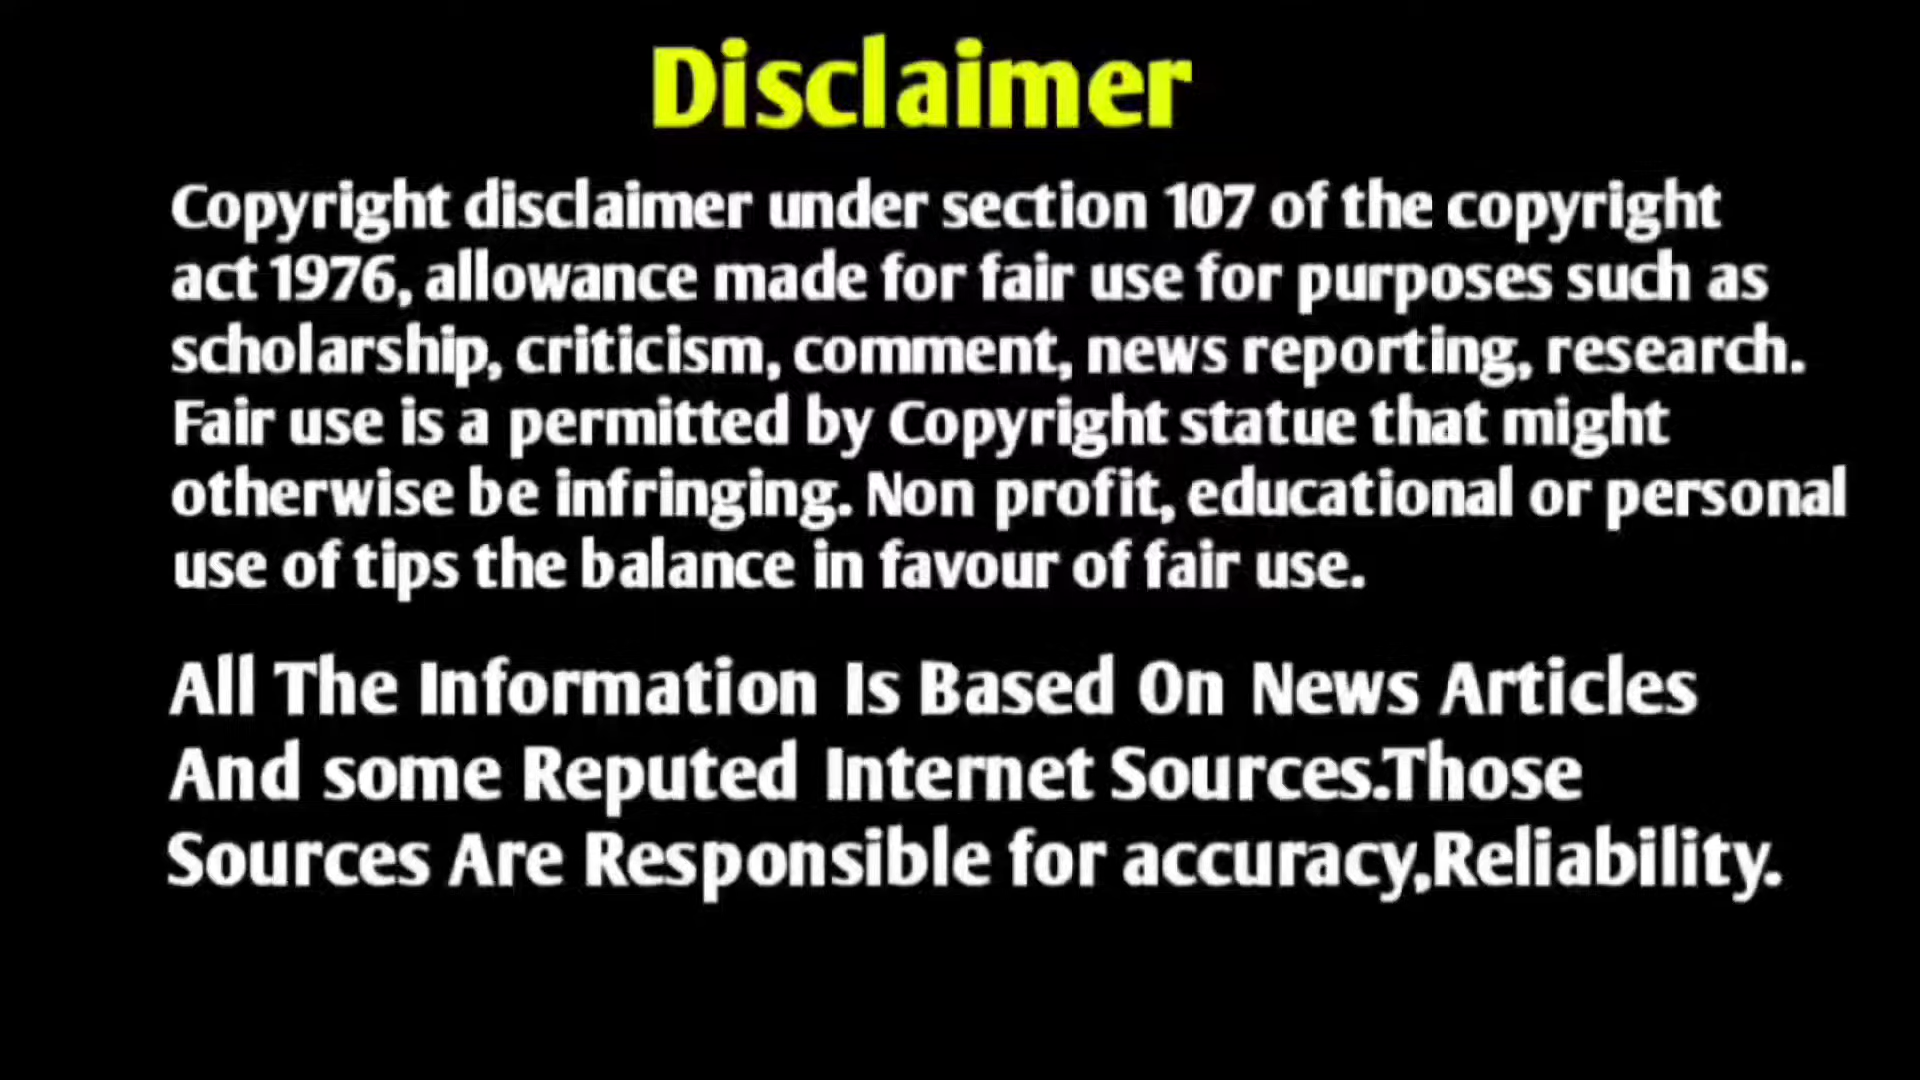 Disclaimer
Copyright disclaimer under section 107 of the copyright
act 1976, allowance made for fair use for purposes such as
scholarship, criticism, comment, news reporting, research.
Fair use is a permitted by Copyright statue that might
otherwise be infringing. Non profit, educational or personal
use of tips the balance in favour of fair use.
All The Information Is Based On News Articles
And some Reputed Internet Sources.Those
Sources Are Responsible for accuracy,Reliability.